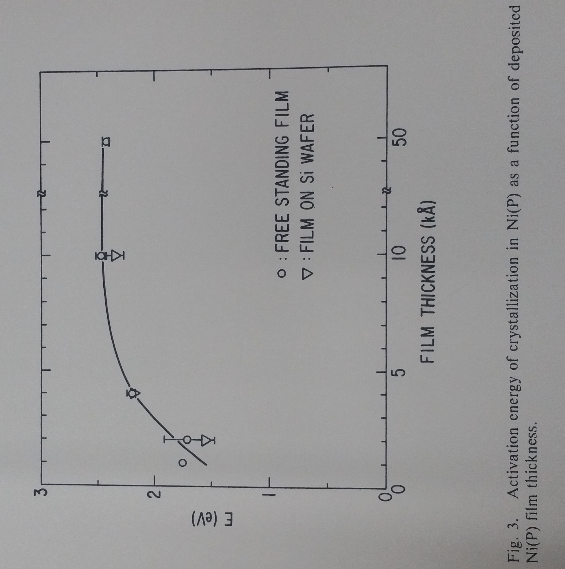 3
2
1
0
E (eV)
○ : FREE STANDING FILM
▽ : FILM ON Si WAFER
0
5
10
50
FILM THICKNESS (kÅ)
Fig. 3. Activation energy of crystallization in Ni(P) as a function of deposited
Ni(P) film thickness.